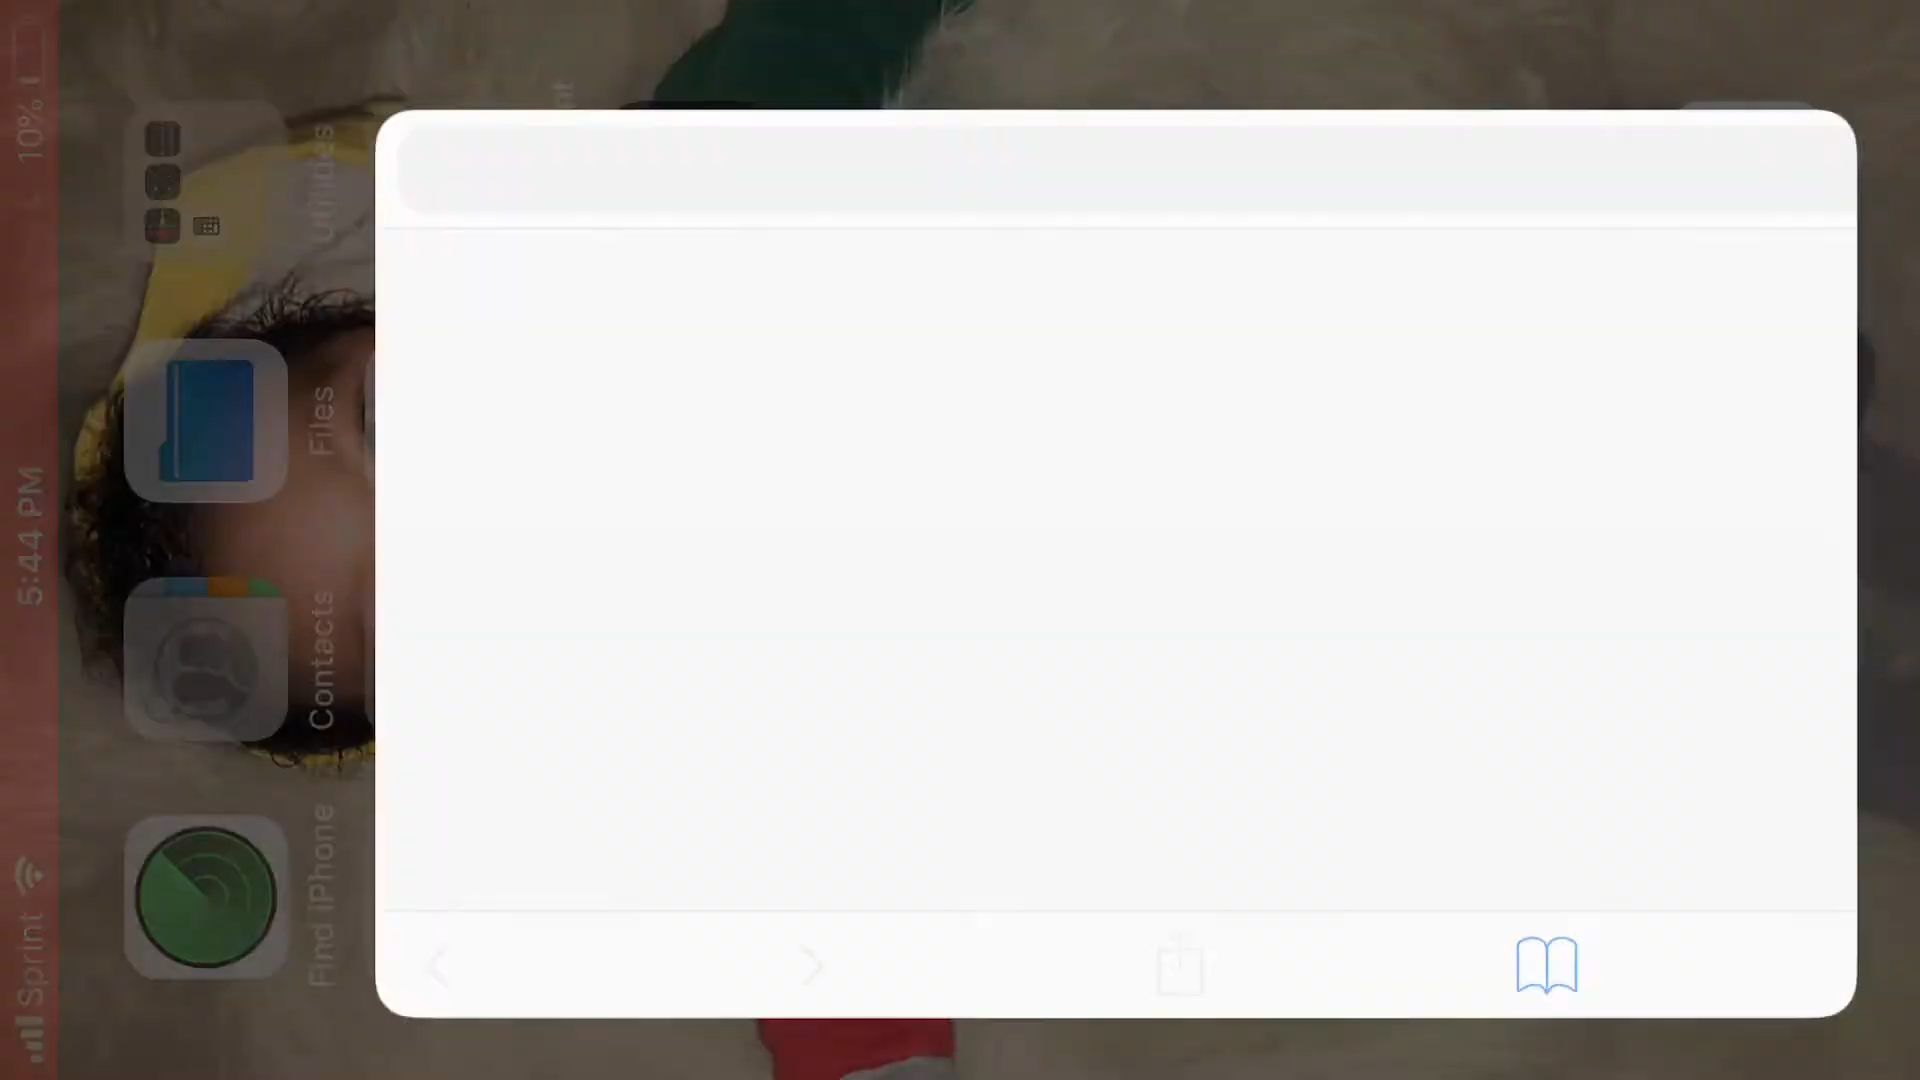 Sprint 5:44 PM 10%
Find iPhone
Contacts
Files
Utilities